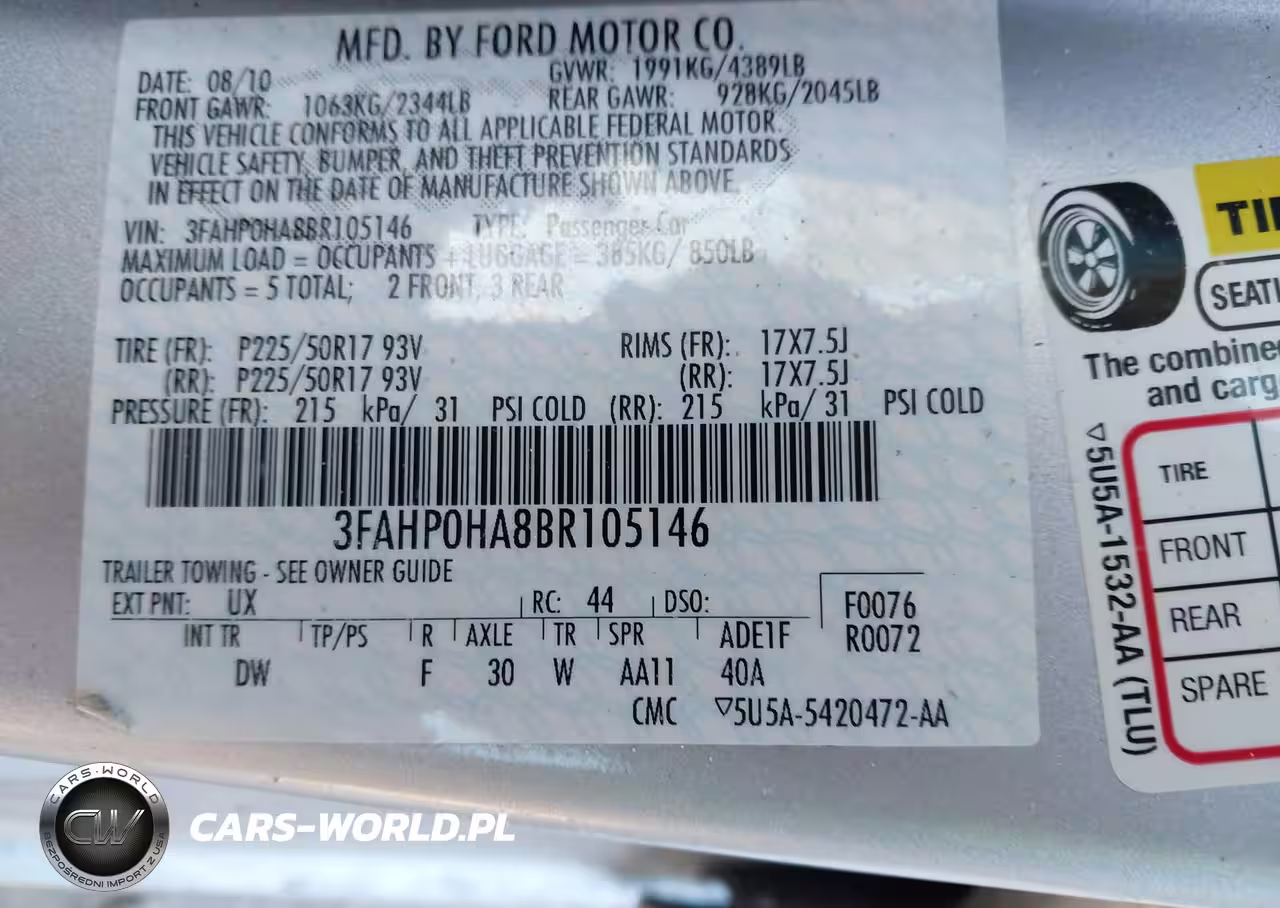 MFD. BY FORD MOTOR CO.
DATE: 08/10 GVWR: 1991KG/4389LB
FRONT GAWR: 1063KG/2344LB REAR GAWR: 928KG/2045LB
THIS VEHICLE CONFORMS TO ALL APPLICABLE FEDERAL MOTOR
VEHICLE SAFETY, BUMPER, AND THEFT PREVENTION STANDARDS
IN EFFECT ON THE DATE OF MANUFACTURE SHOWN ABOVE.
VIN: 3FAHP0HA8BR105146 TYPE: Passenger Car
MAXIMUM LOAD = OCCUPANTS + LUGGAGE = 385KG/ 850LB
OCCUPANTS = 5 TOTAL; 2 FRONT, 3 REAR
TIRE (FR): P225/50R17 93V RIMS (FR): 17X7.5J
(RR): P225/50R17 93V (RR): 17X7.5J
PRESSURE (FR): 215 kPa/ 31 PSI COLD (RR): 215 kPa/ 31 PSI COLD
3FAHP0HA8BR105146
TRAILER TOWING - SEE OWNER GUIDE
EXT PNT: UX RC: 44 DSO: F0076
INT TR TP/PS R AXLE TR SPR ADE1F R0072
DW F 30 W AA11 40A
CMC ▽5U5A-5420472-AA
TI
SEATI
The combine
and carg
TIRE
FRONT
REAR
SPARE
▽5U5A-1532-AA (TLU)
CARS-WORLD
CW
BEZPOŚREDNI IMPORT Z USA
CARS-WORLD.PL